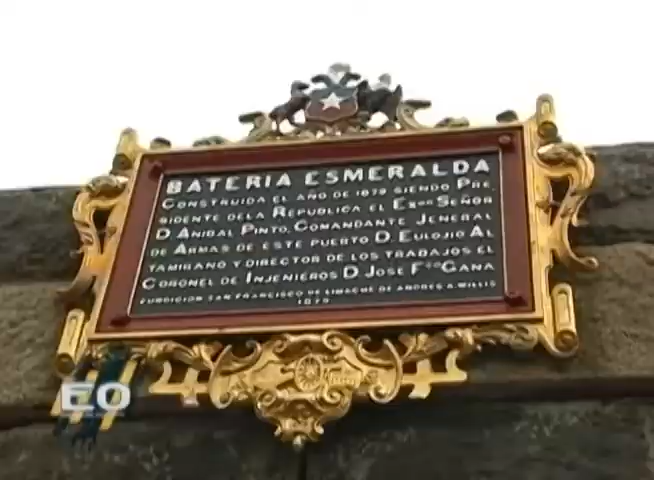 BATERIA ESMERALDA
CONSTRUIDA EL AÑO DE 1879 SIENDO PRE
SIDENTE DE LA REPUBLICA EL EXMO SEÑOR
D ANIBAL PINTO, COMANDANTE JENERAL
DE ARMAS DE ESTE PUERTO D. EULOJIO AL
TAMIRANO Y DIRECTOR DE LOS TRABAJOS EL
CORONEL DE INJENIEROS D. JOSE FCO GANA
FUNDICION SAN FRANCISCO DE LIMACHE DE ANDRES A. WILLIS
1879
EO